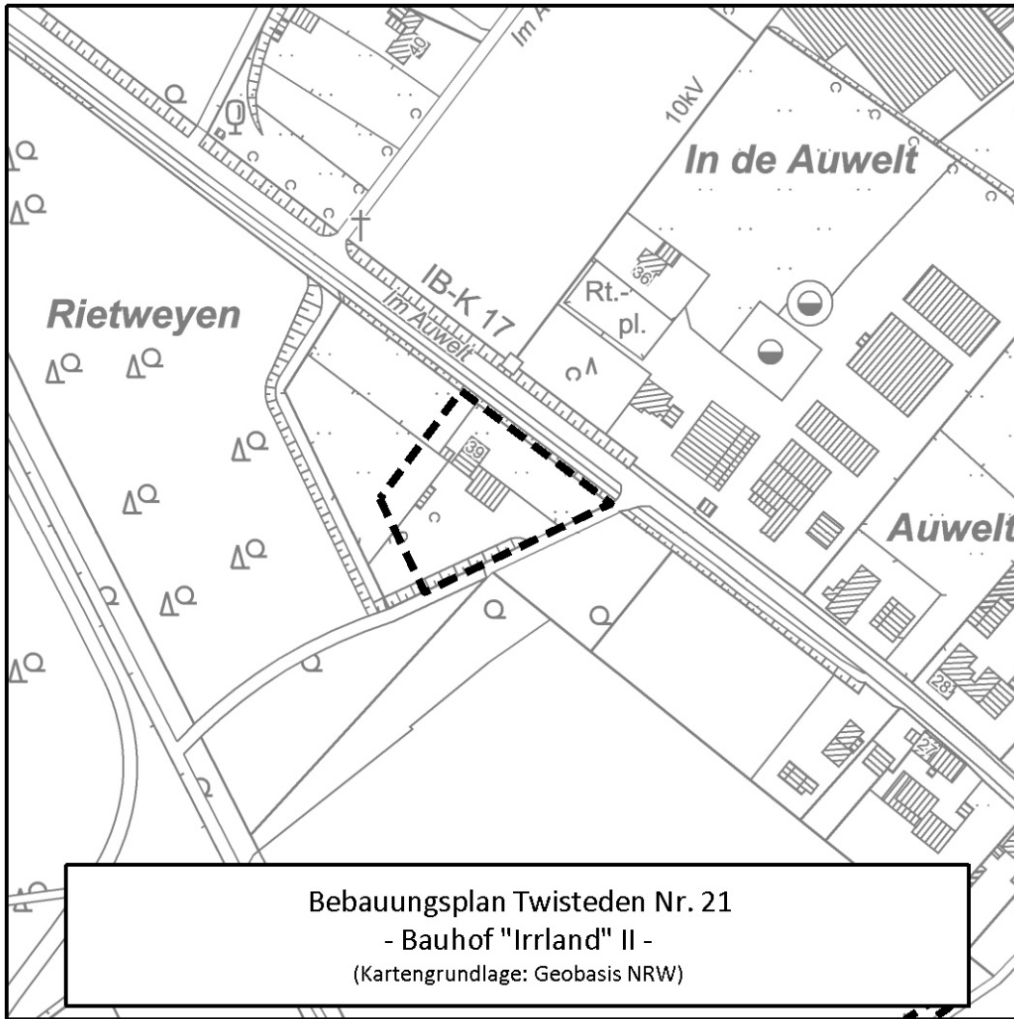 40
Im A
10kV
In de Auwelt
Rietweyen
IB-K 17
Im Auwelt
36
Rt.-
pl.
39
Auwelt
28
27
Bebauungsplan Twisteden Nr. 21
- Bauhof "Irrland" II -
(Kartengrundlage: Geobasis NRW)